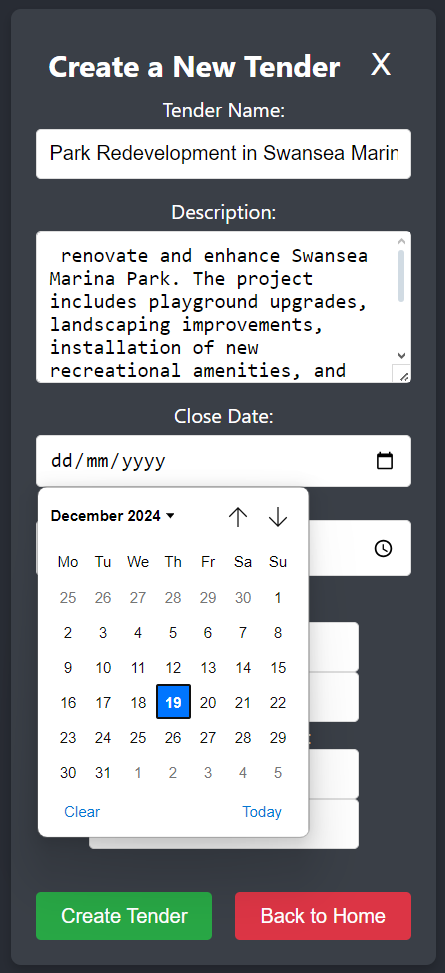 Create a New Tender X
Tender Name:
Park Redevelopment in Swansea Marin
Description:
renovate and enhance Swansea
Marina Park. The project
includes playground upgrades,
landscaping improvements,
installation of new
recreational amenities, and
Close Date:
dd/mm/yyyy
December 2024
Mo Tu We Th Fr Sa Su
25 26 27 28 29 30 1
2 3 4 5 6 7 8
9 10 11 12 13 14 15
16 17 18 19 20 21 22
23 24 25 26 27 28 29
30 31 1 2 3 4 5
Clear Today
Create Tender Back to Home